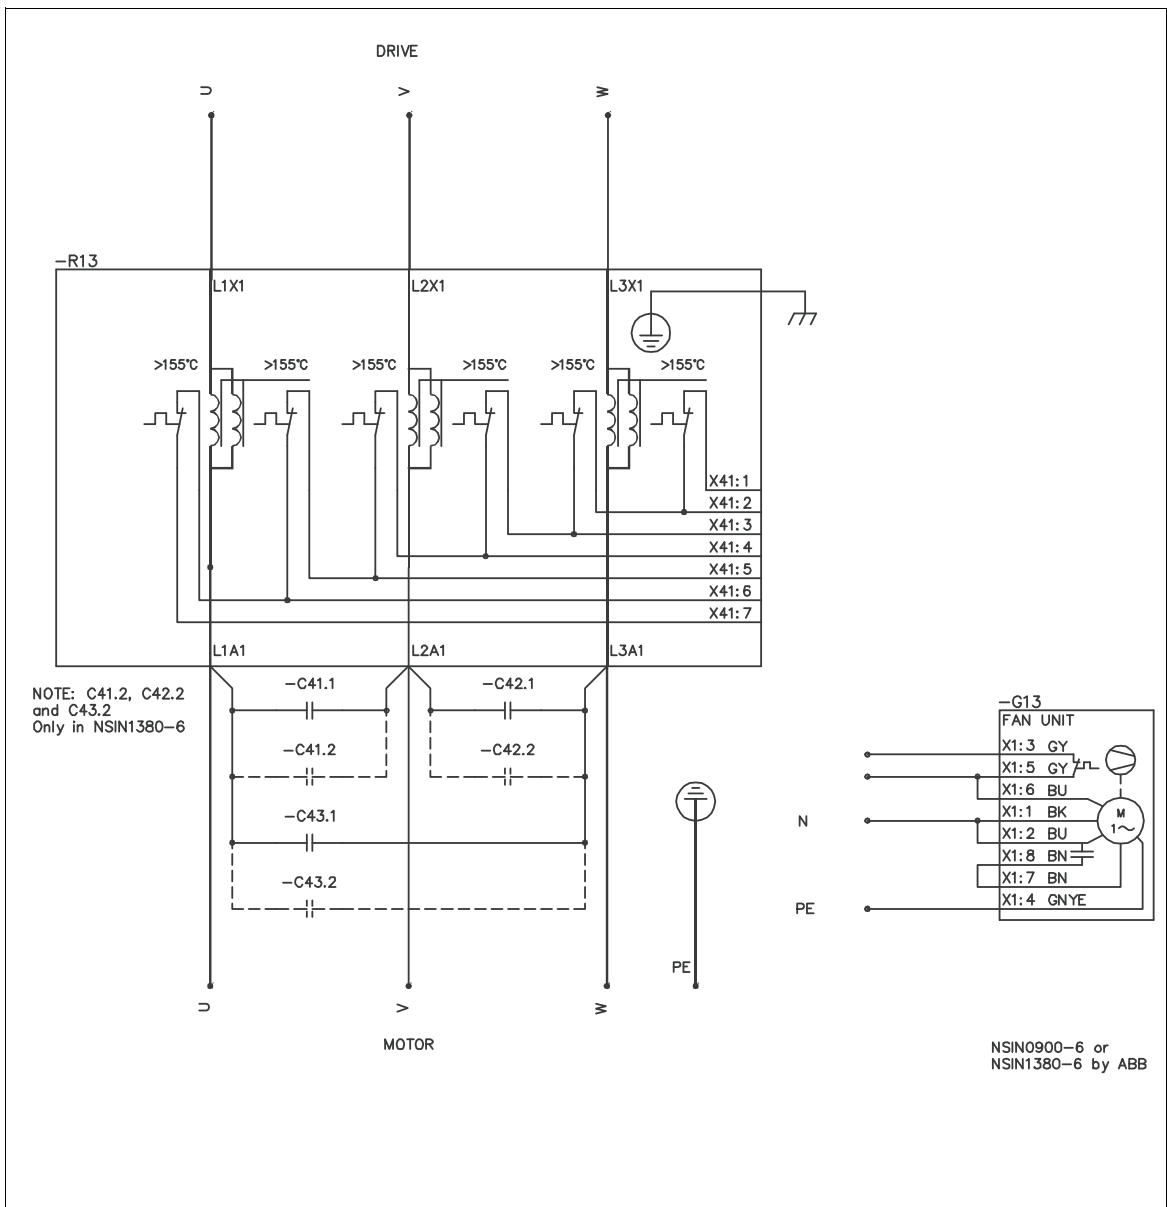 DRIVE
U
V
W
-R13
L1X1
L2X1
L3X1
>155°C
>155°C
>155°C
>155°C
>155°C
>155°C
X41:1
X41:2
X41:3
X41:4
X41:5
X41:6
X41:7
L1A1
L2A1
L3A1
NOTE: C41.2, C42.2
and C43.2
Only in NSIN1380-6
-C41.1
-C42.1
-C41.2
-C42.2
-C43.1
-C43.2
PE
U
V
W
MOTOR
-G13
FAN UNIT
X1:3 GY
X1:5 GY
X1:6 BU
X1:1 BK
X1:2 BU
X1:8 BN
X1:7 BN
X1:4 GNYE
M
1~
N
PE
NSIN0900-6 or
NSIN1380-6 by ABB